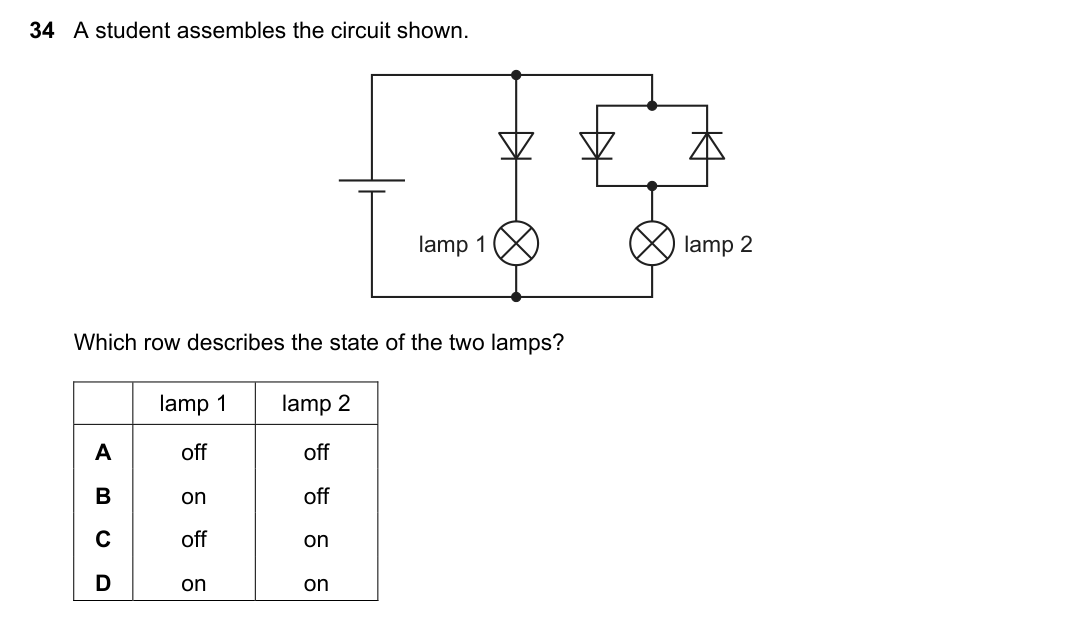 34 A student assembles the circuit shown.
lamp 1
lamp 2
Which row describes the state of the two lamps?
lamp 1 lamp 2
A off off
B on off
C off on
D on on